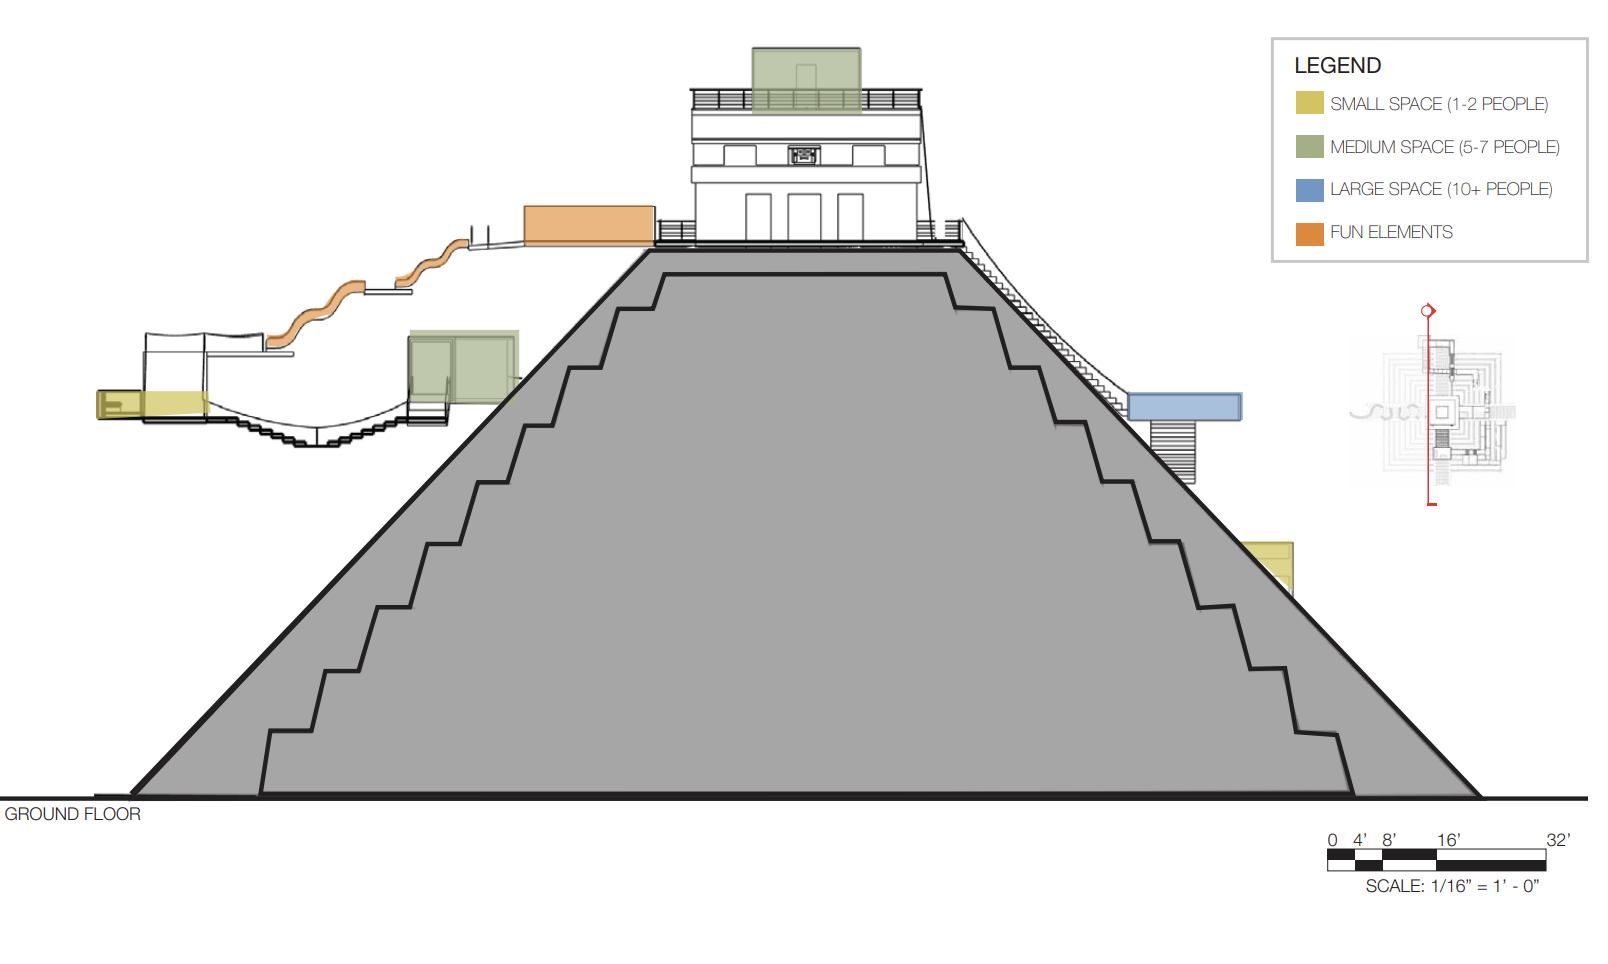 LEGEND
SMALL SPACE (1-2 PEOPLE)
MEDIUM SPACE (5-7 PEOPLE)
LARGE SPACE (10+ PEOPLE)
FUN ELEMENTS
GROUND FLOOR
0 4’ 8’ 16’ 32’
SCALE: 1/16” = 1’ - 0”